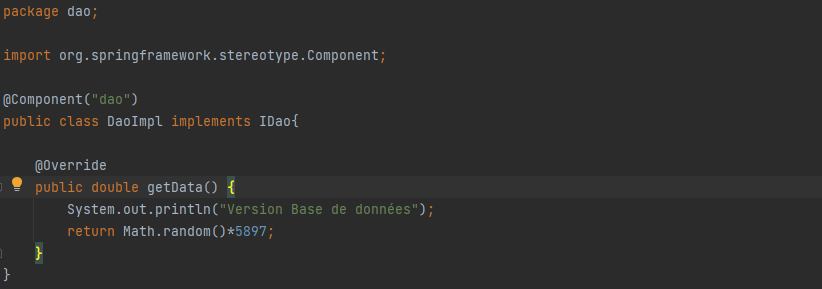 package dao;
import org.springframework.stereotype.Component;
@Component("dao")
public class DaoImpl implements IDao{
@Override
public double getData() {
System.out.println("Version Base de données");
return Math.random()*5897;
}
}